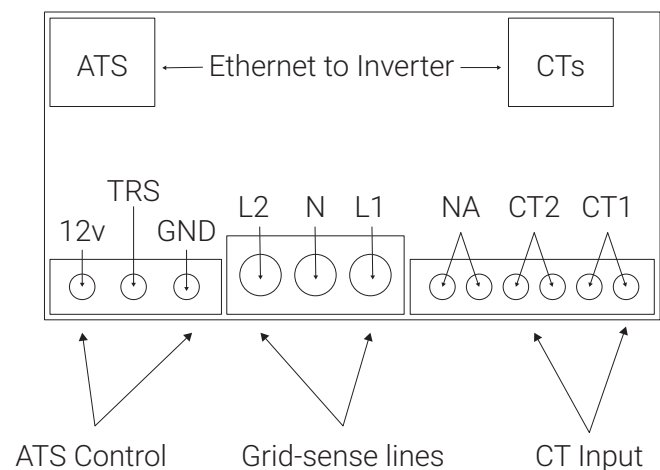 ATS Ethernet to Inverter CTs
TRS
L2 N L1 NA CT2 CT1
12v GND
ATS Control Grid-sense lines CT Input